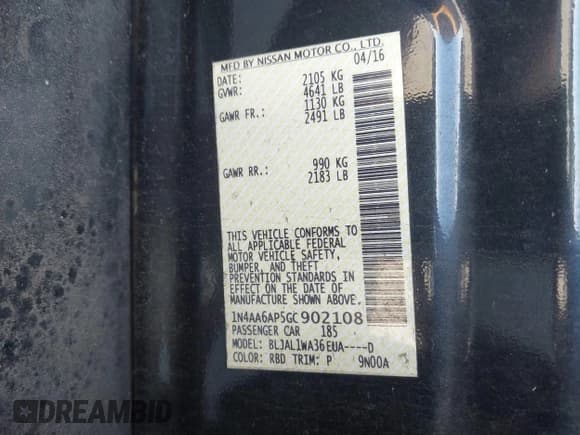 MFD BY NISSAN MOTOR CO., LTD.
04/16
DATE: 2105 KG
GVWR: 4641 LB
1130 KG
GAWR FR.: 2491 LB
990 KG
GAWR RR.: 2183 LB
THIS VEHICLE CONFORMS TO
ALL APPLICABLE FEDERAL
MOTOR VEHICLE SAFETY,
BUMPER, AND THEFT
PREVENTION STANDARDS IN
EFFECT ON THE DATE OF
MANUFACTURE SHOWN ABOVE.
1N4AA6AP5GC902108
PASSENGER CAR 185
MODEL: BLJAL1WA36EUA----D
COLOR: RBD TRIM: P 9N00A
DREAMBID